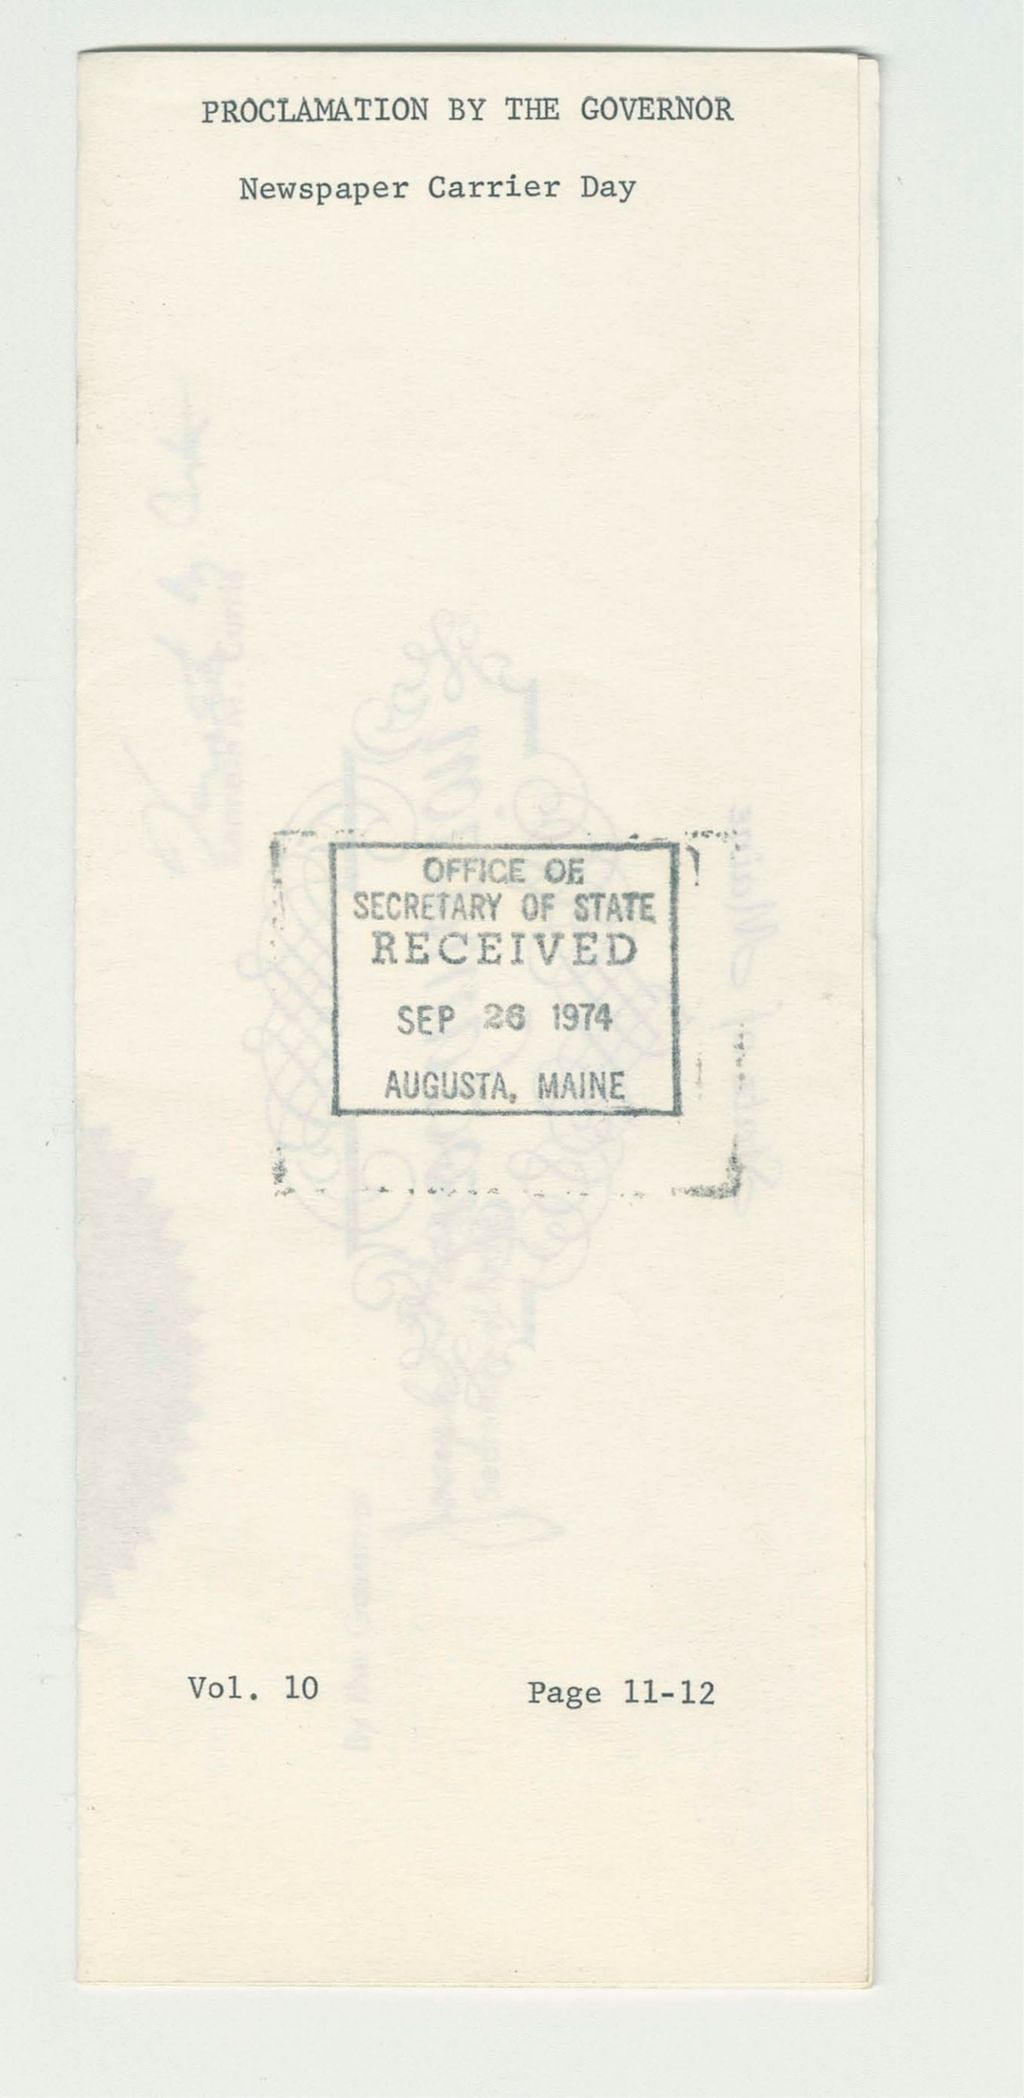 PROCLAMATION BY THE GOVERNOR
Newspaper Carrier Day
OFFICE OF
SECRETARY OF STATE
RECEIVED
SEP 26 1974
AUGUSTA, MAINE
Vol. 10 Page 11-12